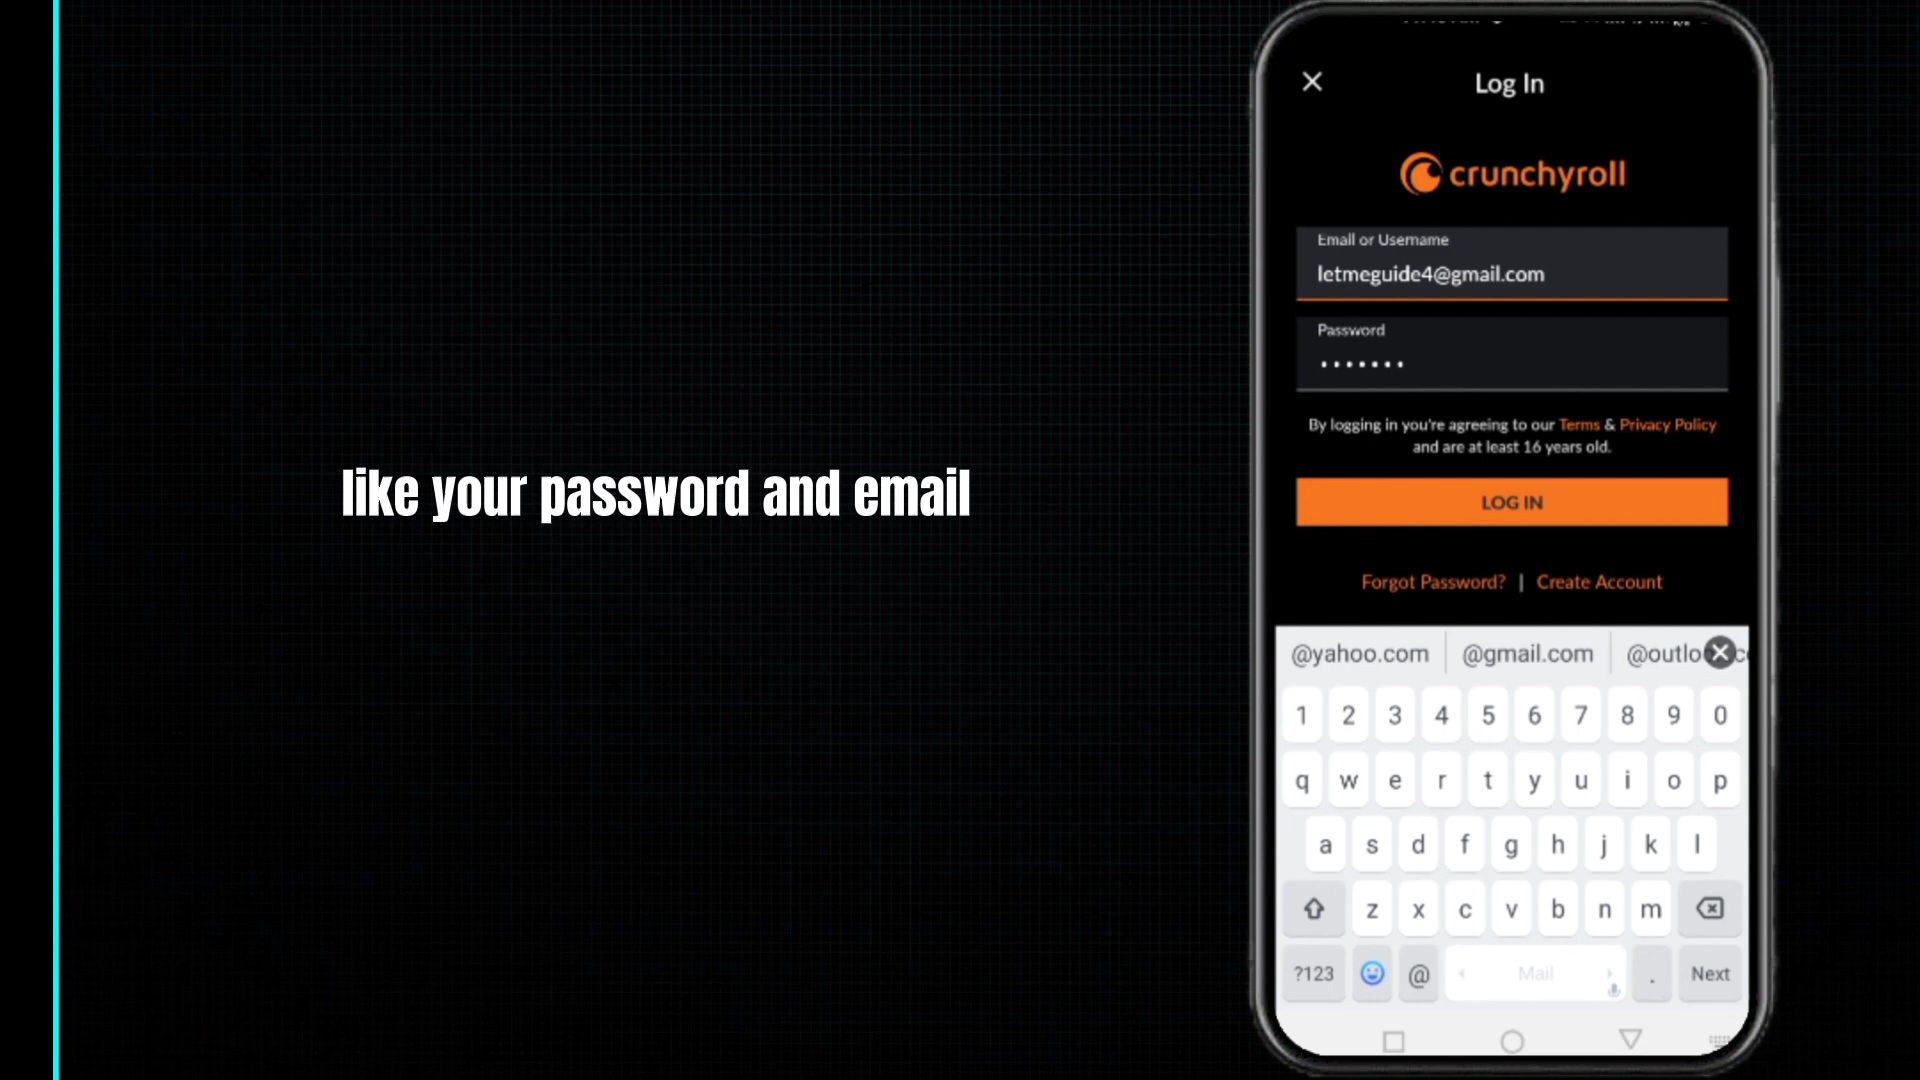 like your password and email
Log In
crunchyroll
Email or Username
letmeguide4@gmail.com
Password
By logging in you're agreeing to our Terms & Privacy Policy
and are at least 16 years old.
LOG IN
Forgot Password? | Create Account
@yahoo.com @gmail.com
1 2 3 4 5 6 7 8 9 0
q w e r t y u i o p
a s d f g h j k l
z x c v b n m
?123 @ Mail . Next